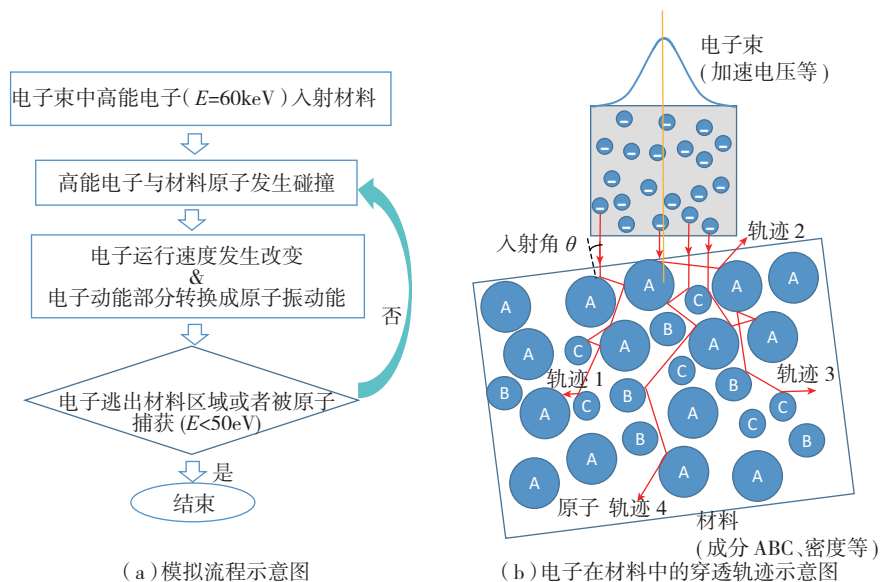 电子束中高能电子(E=60keV)入射材料
高能电子与材料原子发生碰撞
电子运行速度发生改变
&
电子动能部分转换成原子振动能
否
电子逃出材料区域或者被原子
捕获(E<50eV)
是
结束
(a)模拟流程示意图
电子束
(加速电压等)
入射角 θ
轨迹 2
A
A
A
C
A
A
A
C
A
B
A
A
B
轨迹 1
A
C
B
C
A
B
轨迹 3
C
C
B
B
A
A
A
A
原子 轨迹 4
材料
(成分 ABC、密度等)
(b)电子在材料中的穿透轨迹示意图